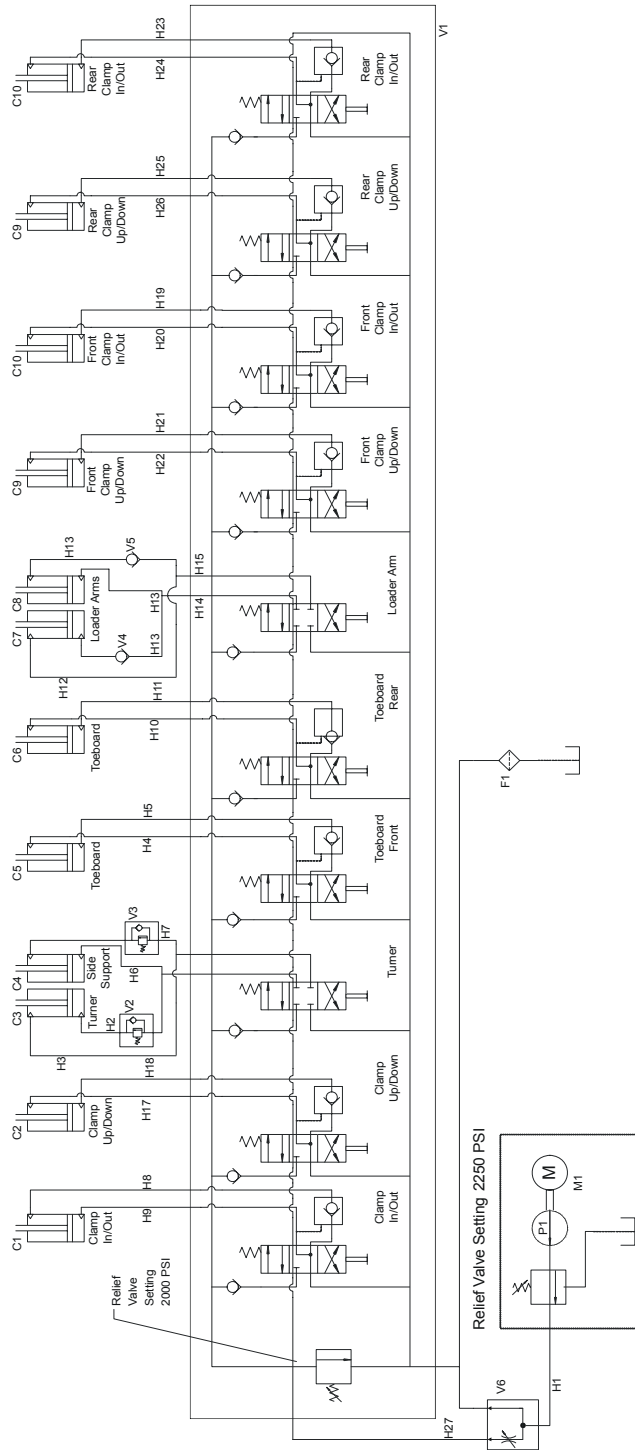 C1
Clamp
In/Out
H9
H8
C2
Clamp
Up/Down
H17
H18
C3
Turner
H3
H2
V2
C4
Side
Support
H6
V3
H7
C5
Toeboard
H4
H5
C6
Toeboard
H10
H11
C7
C8
Loader Arms
H12
V4
H13
H13
H13
V5
H14
H15
C9
Front
Clamp
Up/Down
H22
H21
C10
Front
Clamp
In/Out
H20
H19
C9
Rear
Clamp
Up/Down
H26
H25
C10
Rear
Clamp
In/Out
H24
H23
Relief
Valve
Setting
2000 PSI
Clamp
In/Out
Clamp
Up/Down
Turner
Toeboard
Front
Toeboard
Rear
Loader Arm
Front
Clamp
Up/Down
Front
Clamp
In/Out
Rear
Clamp
Up/Down
Rear
Clamp
In/Out
V1
H27
V6
H1
Relief Valve Setting 2250 PSI
P1
M
M1
F1